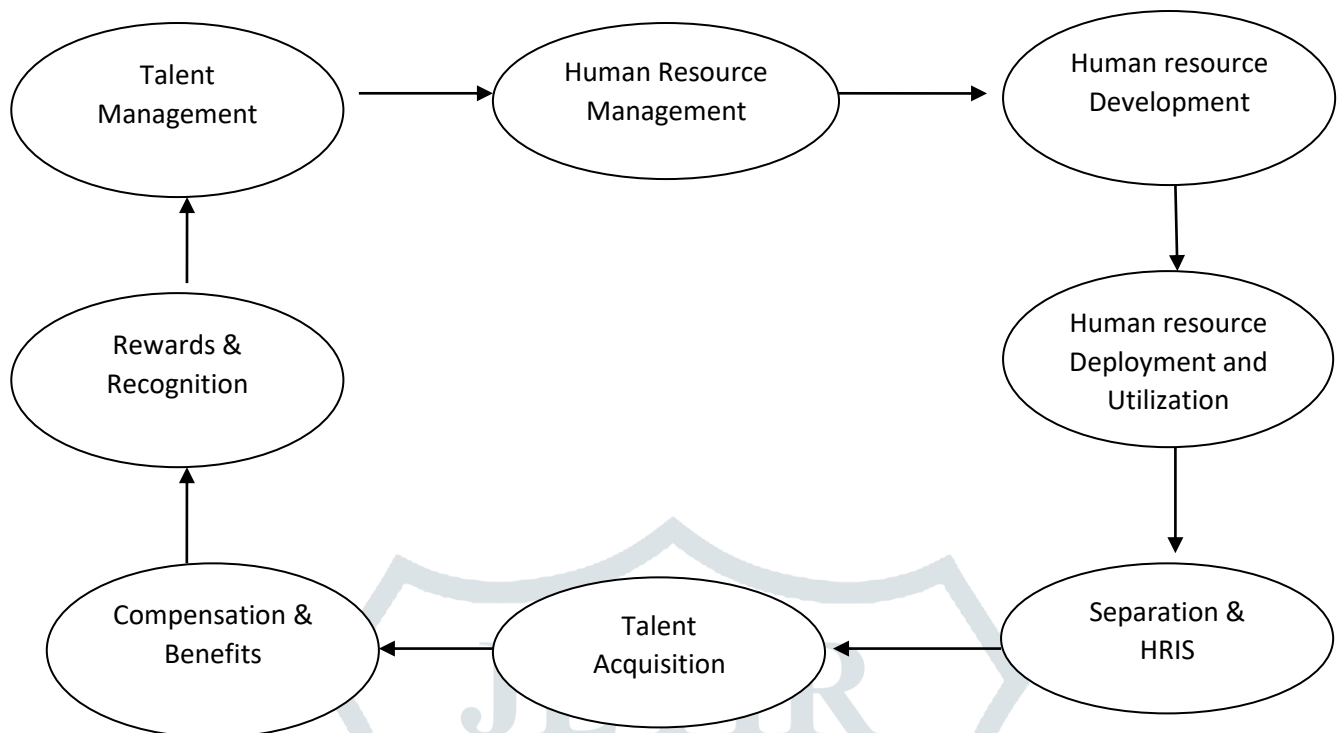 Talent
Management
Human Resource
Management
Human resource
Development
Rewards &
Recognition
Human resource
Deployment and
Utilization
Compensation &
Benefits
Talent
Acquisition
Separation &
HRIS